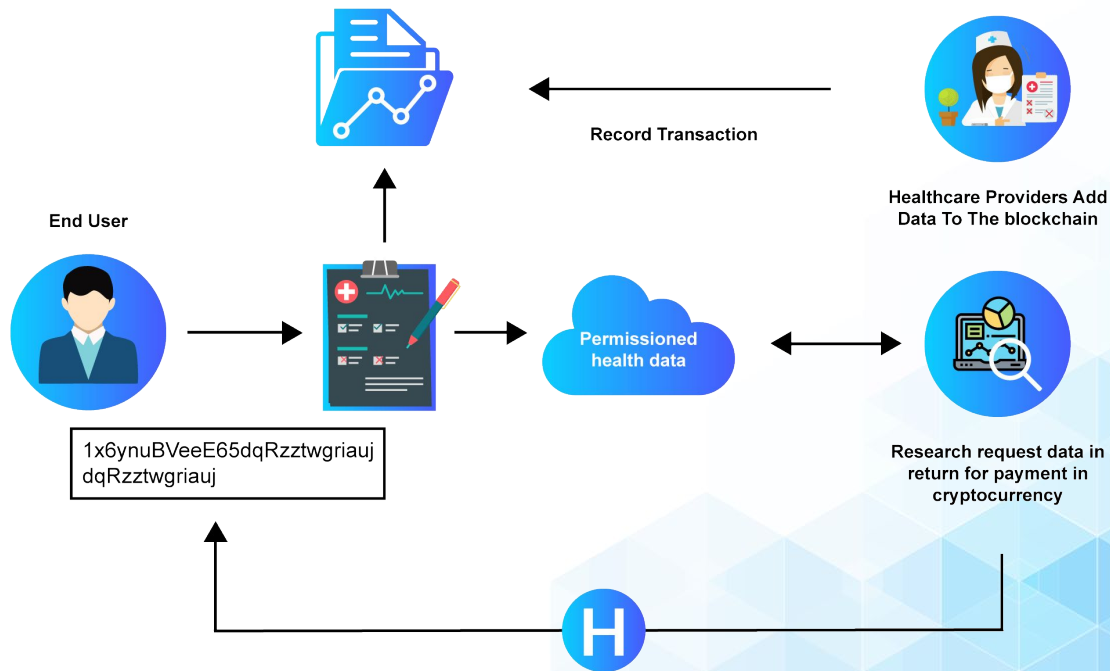 Record Transaction
Healthcare Providers Add
Data To The blockchain
End User
Permissioned
health data
1x6ynuBVeeE65dqRzztwgriauj
dqRzztwgriauj
Research request data in
return for payment in
cryptocurrency
H